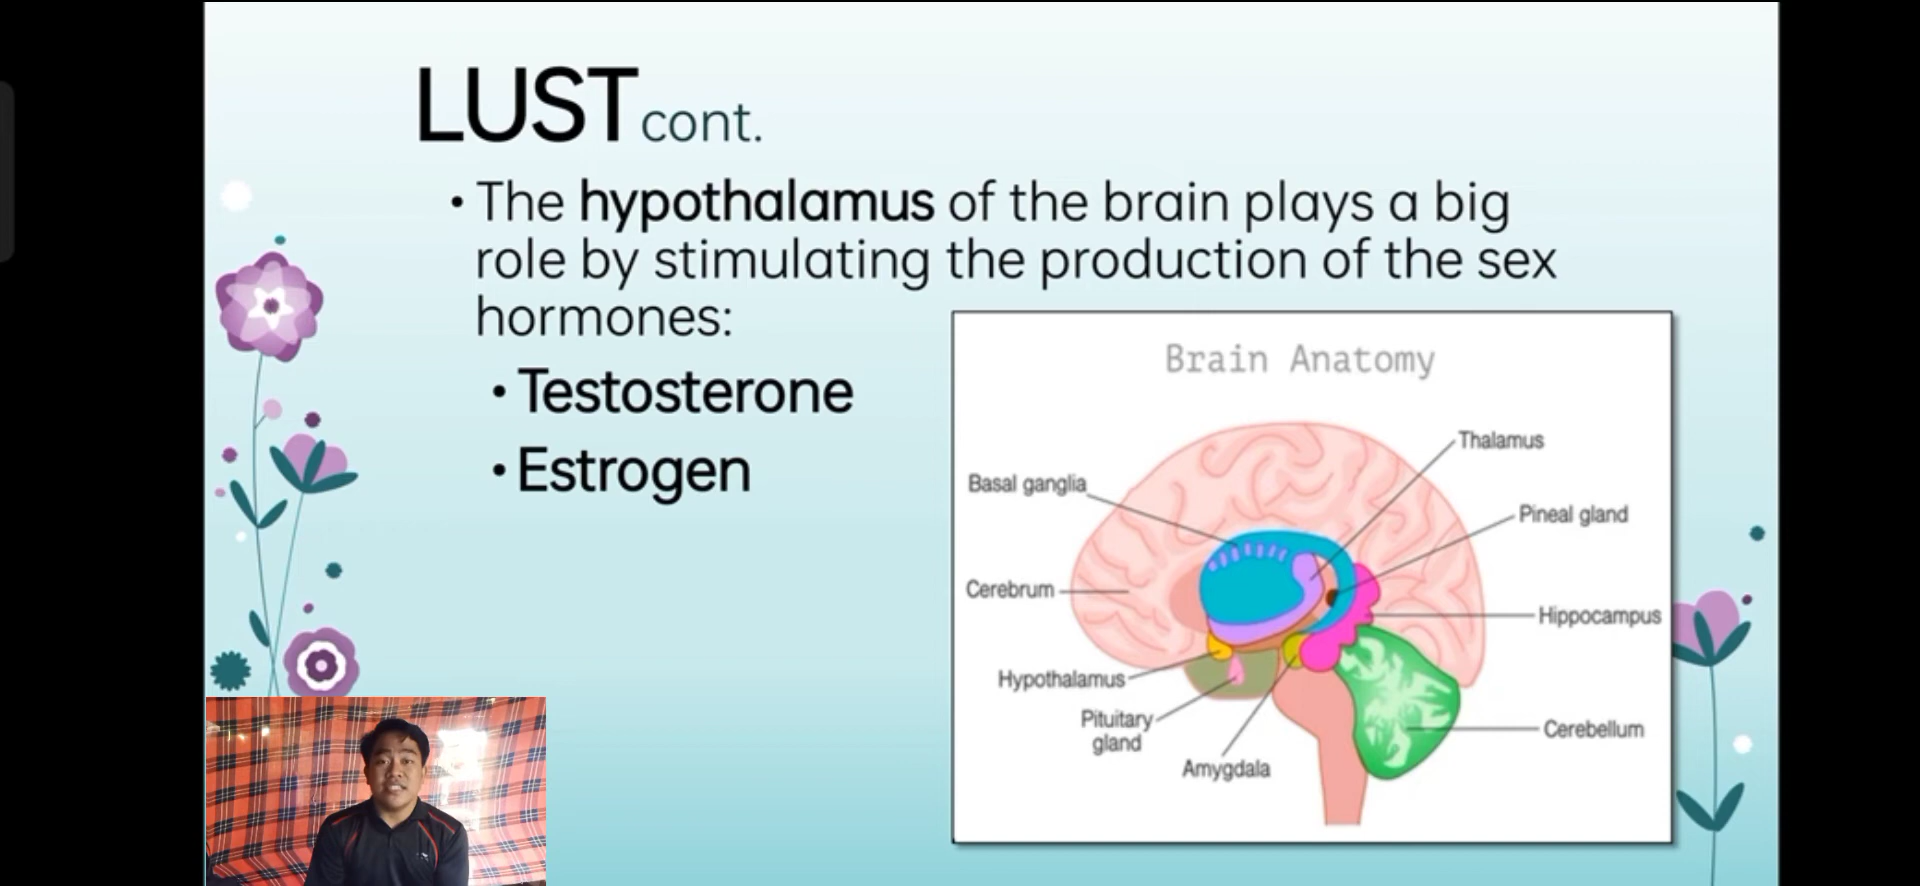 LUST cont.
• The hypothalamus of the brain plays a big
role by stimulating the production of the sex
hormones:
• Testosterone
• Estrogen
Brain Anatomy
Thalamus
Basal ganglia
Pineal gland
Cerebrum
Hippocampus
Hypothalamus
Pituitary
gland
Cerebellum
Amygdala